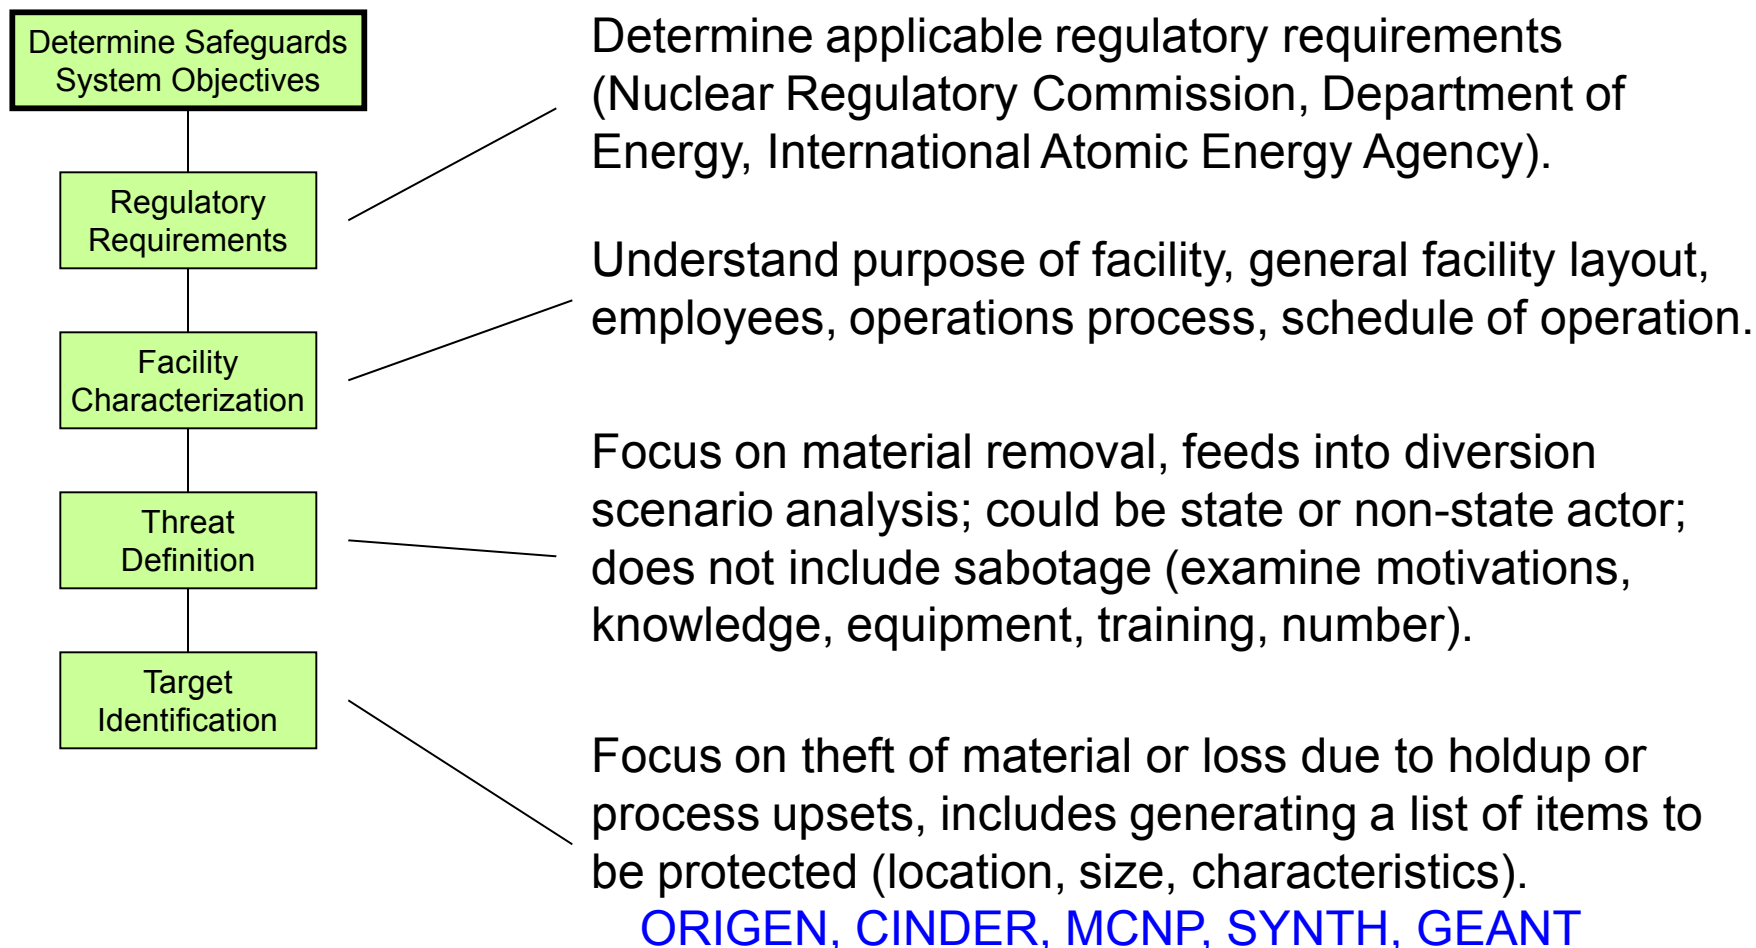 Determine Safeguards
System Objectives
Determine applicable regulatory requirements
(Nuclear Regulatory Commission, Department of
Energy, International Atomic Energy Agency).
Regulatory
Requirements
Understand purpose of facility, general facility layout,
employees, operations process, schedule of operation.
Facility
Characterization
Focus on material removal, feeds into diversion
scenario analysis; could be state or non-state actor;
does not include sabotage (examine motivations,
knowledge, equipment, training, number).
Threat
Definition
Target
Identification
Focus on theft of material or loss due to holdup or
process upsets, includes generating a list of items to
be protected (location, size, characteristics).
ORIGEN, CINDER, MCNP, SYNTH, GEANT